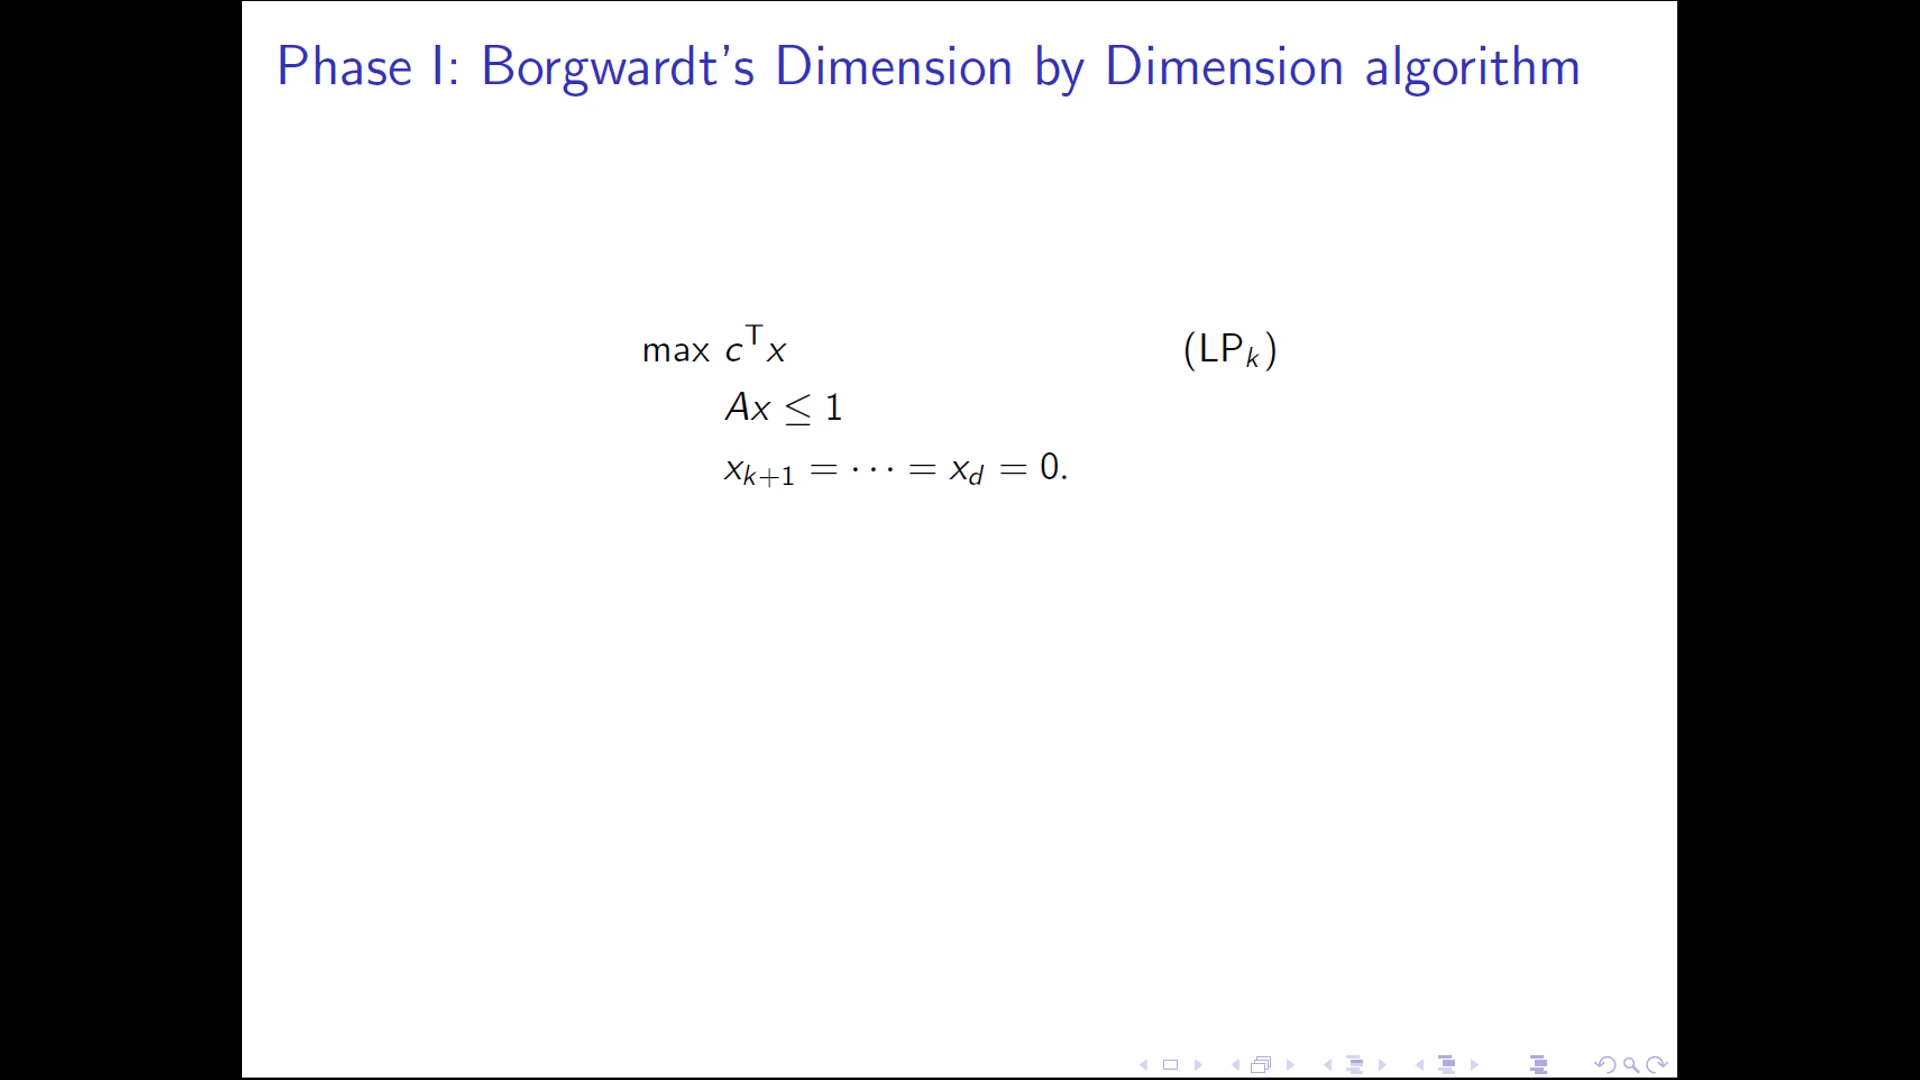 Phase I: Borgwardt's Dimension by Dimension algorithm
max cᵀx (LPₖ)
Ax ≤ 1
xₖ₊₁ = ⋯ = x_d = 0.